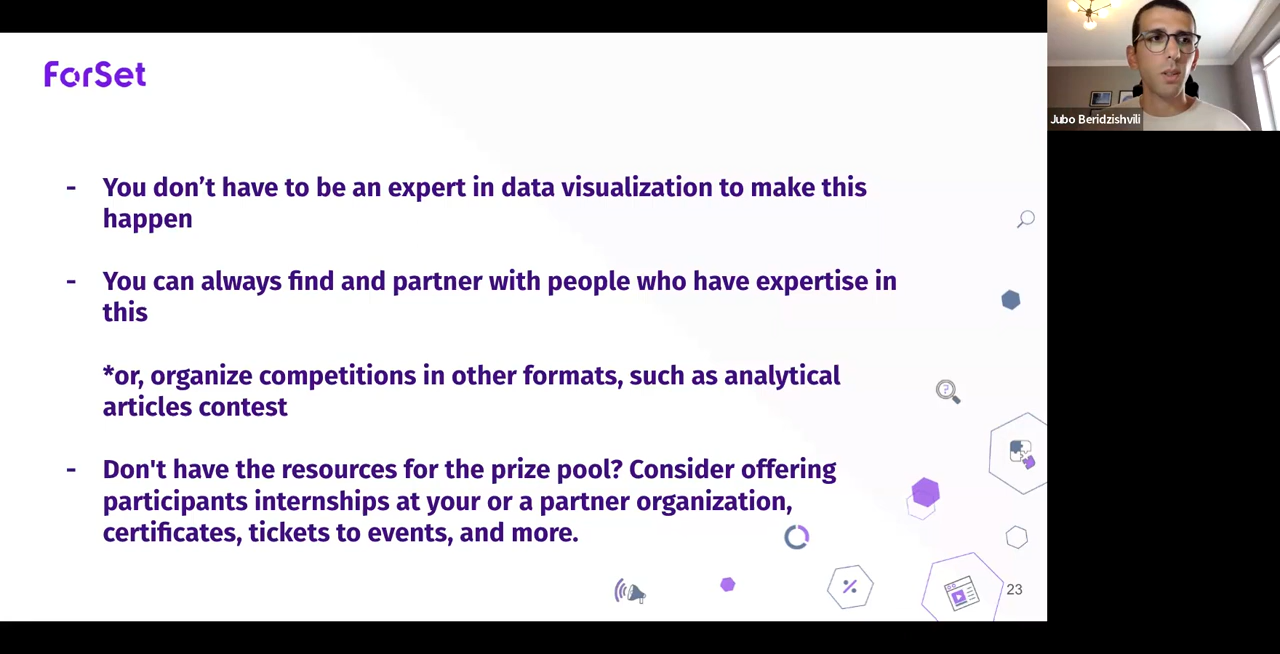 ForSet
Jubo Beridzishvili
- You don’t have to be an expert in data visualization to make this
happen
- You can always find and partner with people who have expertise in
this
*or, organize competitions in other formats, such as analytical
articles contest
- Don't have the resources for the prize pool? Consider offering
participants internships at your or a partner organization,
certificates, tickets to events, and more.
?
%
23